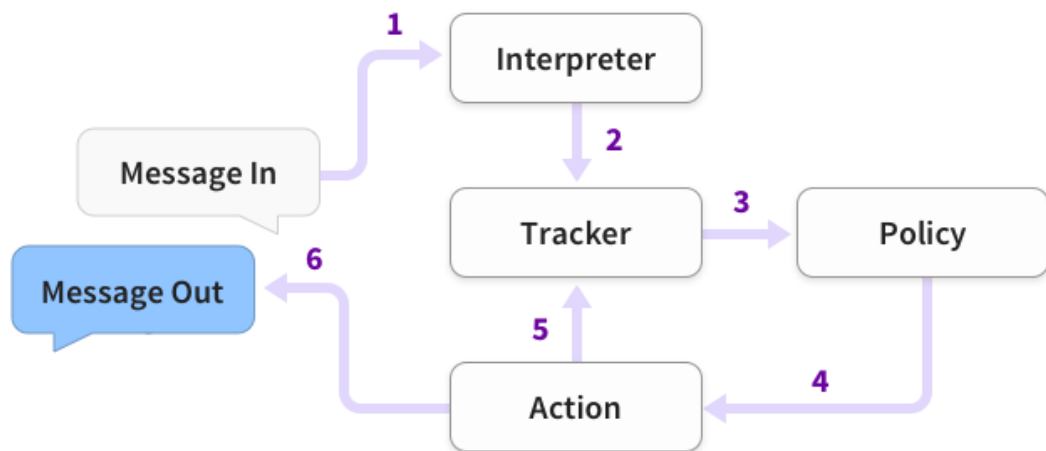 1
Interpreter
2
Message In
Tracker
3
Policy
6
Message Out
5
4
Action